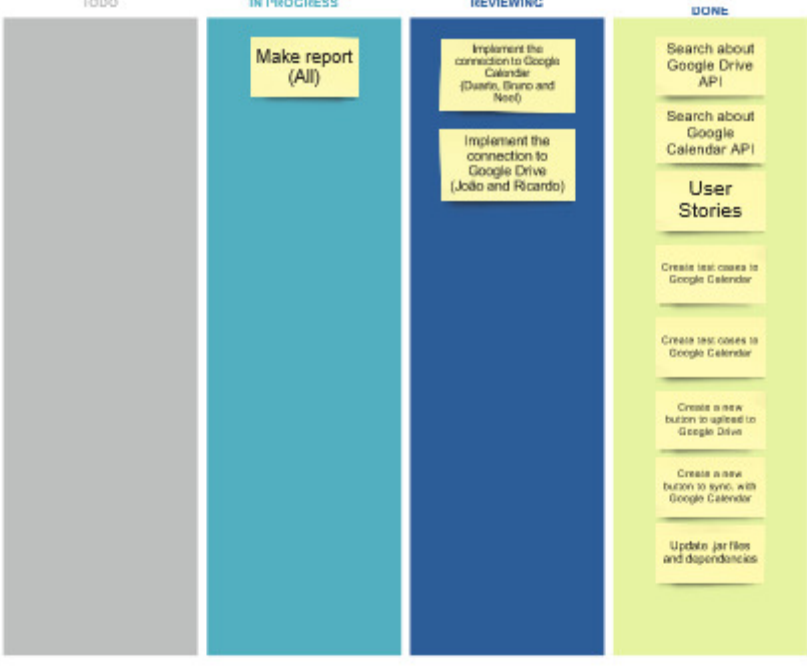 TODO
IN PROGRESS
REVIEWING
DONE
Make report
(All)
Implement the
connection to Google
Calendar
(Duarte, Bruno and
Noel)
Implement the
connection to
Google Drive
(João and Ricardo)
Search about
Google Drive
API
Search about
Google
Calendar API
User
Stories
Create test cases to
Google Calendar
Create test cases to
Google Calendar
Create a new
button to upload to
Google Drive
Create a new
button to sync. with
Google Calendar
Update .jar files
and dependencies